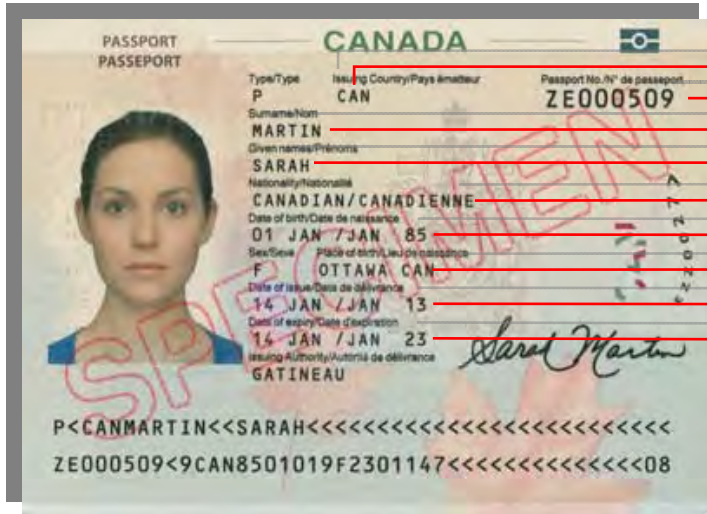 PASSPORT
PASSEPORT
CANADA
Type/Type Issuing Country/Pays émetteur Passport No./N° de passeport
P CAN ZE000509
Surname/Nom
MARTIN
Given names/Prénoms
SARAH
Nationality/Nationalité
CANADIAN/CANADIENNE
Date of birth/Date de naissance
01 JAN /JAN 85
Sex/Sexe Place of birth/Lieu de naissance
F OTTAWA CAN
Date of issue/Date de délivrance
14 JAN /JAN 13
Date of expiry/Date d'expiration
14 JAN /JAN 23
Issuing Authority/Autorité de délivrance
GATINEAU
Sarah Martin
SPECIMEN
P<CANMARTIN<<SARAH<<<<<<<<<<<<<<<<<<<<<<<<<<
ZE000509<9CAN8501019F2301147<<<<<<<<<<<<<<08